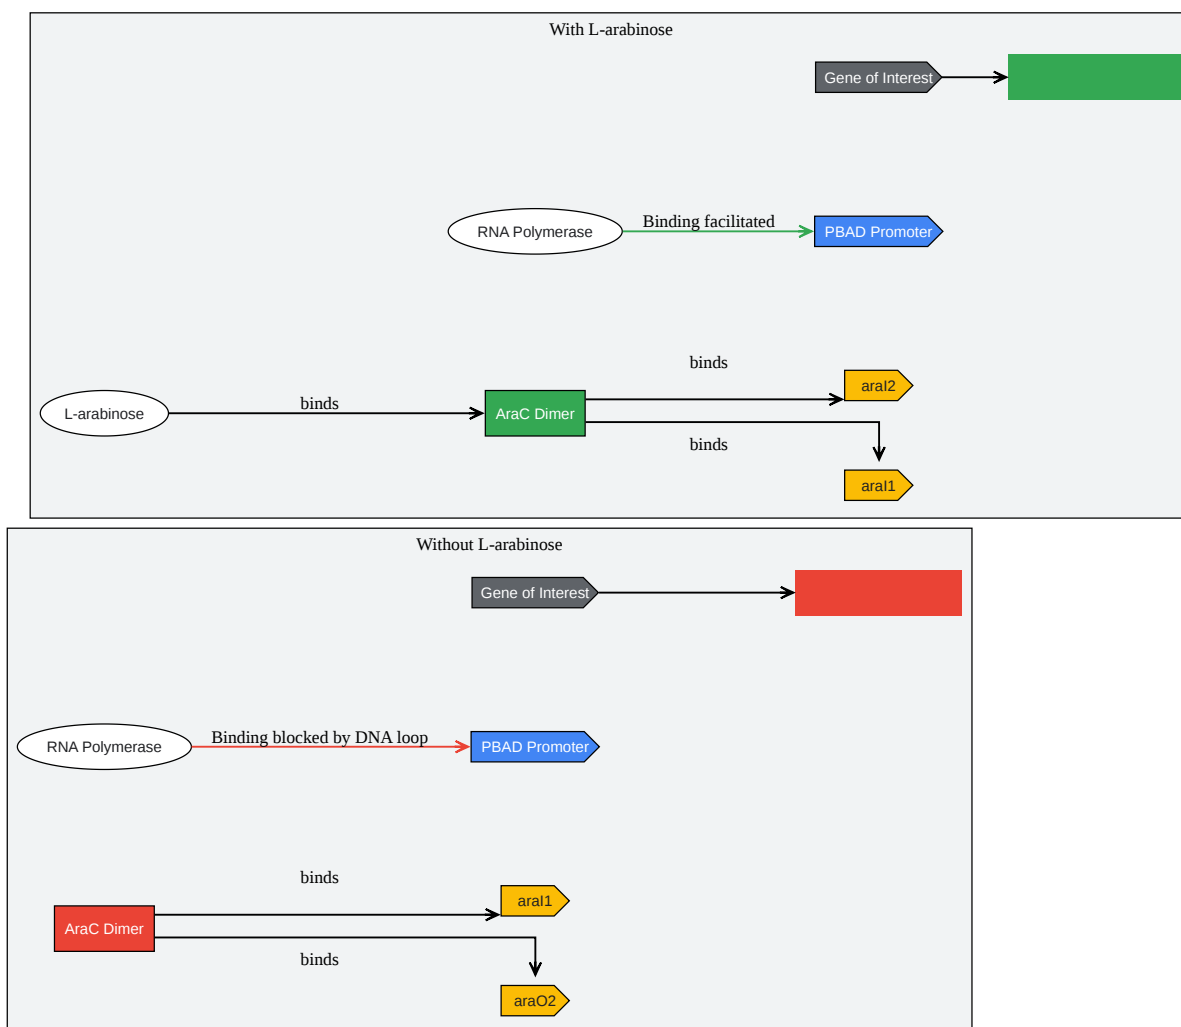 With L-arabinose
Gene of Interest
RNA Polymerase
Binding facilitated
PBAD Promoter
binds
araI2
L-arabinose
binds
AraC Dimer
binds
araI1
Without L-arabinose
Gene of Interest
RNA Polymerase
Binding blocked by DNA loop
PBAD Promoter
binds
araI1
AraC Dimer
binds
araO2